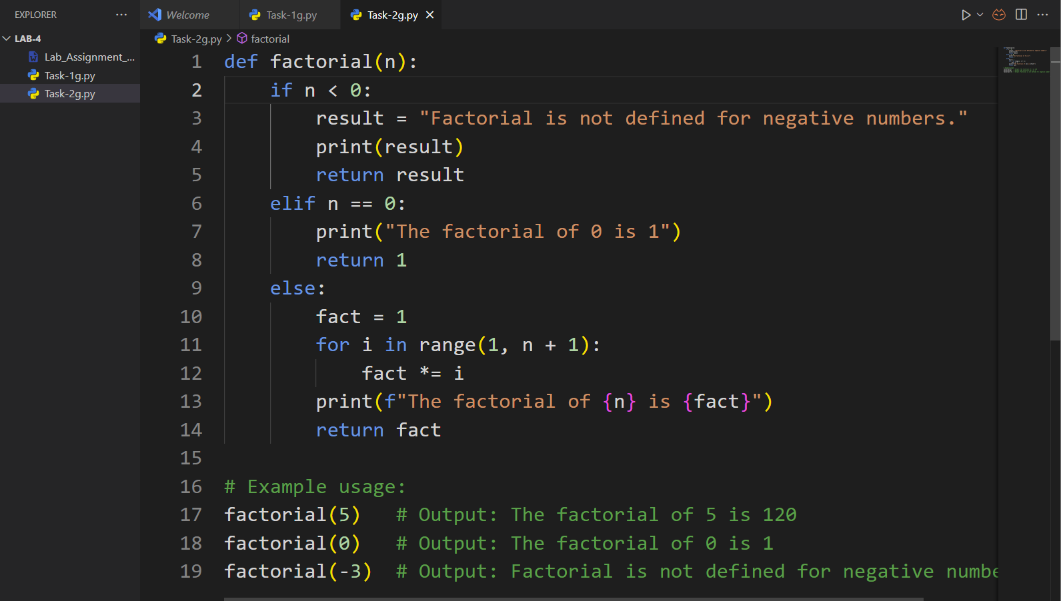 EXPLORER ···
Welcome
Task-1g.py
Task-2g.py ×
LAB-4
Lab_Assignment_...
Task-1g.py
Task-2g.py
Task-2g.py > factorial
1 def factorial(n):
2     if n < 0:
3         result = "Factorial is not defined for negative numbers."
4         print(result)
5         return result
6     elif n == 0:
7         print("The factorial of 0 is 1")
8         return 1
9     else:
10         fact = 1
11         for i in range(1, n + 1):
12             fact *= i
13         print(f"The factorial of {n} is {fact}")
14         return fact
15
16 # Example usage:
17 factorial(5)   # Output: The factorial of 5 is 120
18 factorial(0)   # Output: The factorial of 0 is 1
19 factorial(-3)  # Output: Factorial is not defined for negative numbe